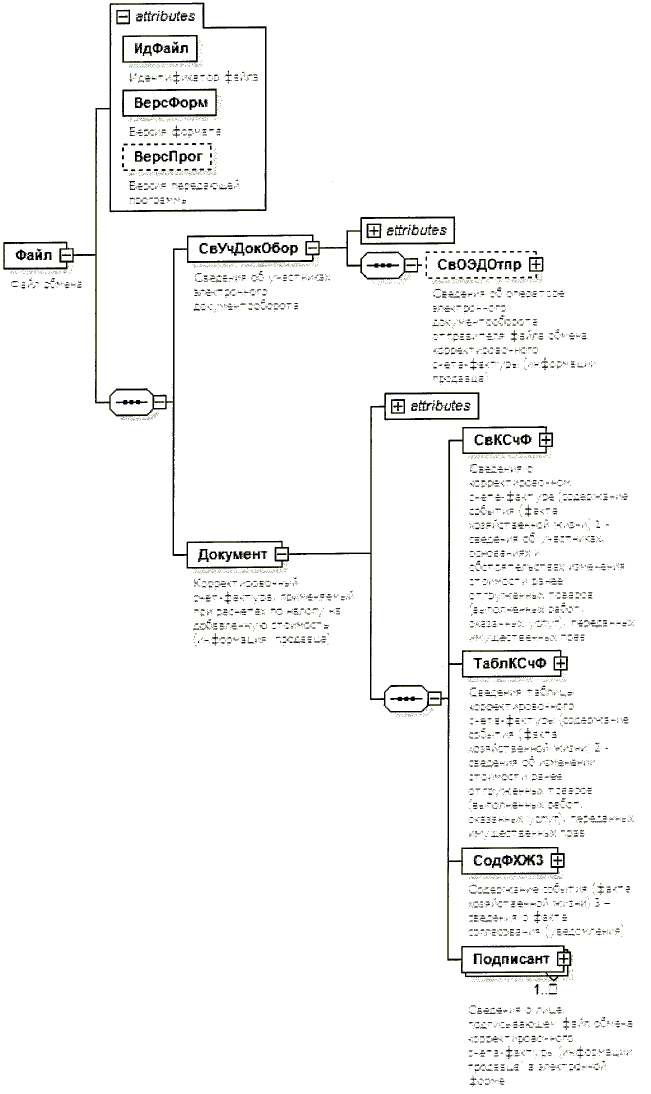 attributes
ИдФайл
Идентификатор файла
ВерсФорм
Версия формата
ВерсПрог
Версия передающей
программы
Файл
Файл обмена
СвУчДокОбор
Сведения об участниках
электронного
документооборота
attributes
СвОЭДОтпр
Сведения об операторе
электронного
документооборота
отправителя файла обмена
корректировочного
счета-фактуры (информации
продавца)
attributes
Документ
Корректировочный
счет-фактура, применяемый
при расчетах по налогу на
добавленную стоимость
(информация продавца)
СвКСчФ
Сведения о
корректировочном
счете-фактуре (содержание
события (факта
хозяйственной жизни) 1 -
сведения об участниках,
основаниях и
обстоятельствах изменения
стоимости ранее
отгруженных товаров
(выполненных работ,
оказанных услуг), переданных
имущественных прав
ТаблКСчФ
Сведения таблицы
корректировочного
счета-фактуры (содержание
события (факта
хозяйственной жизни) 2 -
сведения об изменении
стоимости ранее
отгруженных товаров
(выполненных работ,
оказанных услуг), переданных
имущественных прав
СодФХЖ3
Содержание события (факта
хозяйственной жизни) 3 –
сведения о факте
согласования (уведомления)
Подписант
1..
Сведения о лице,
подписывающем файл обмена
корректировочного
счета-фактуры (информации
продавца) в электронной
форме